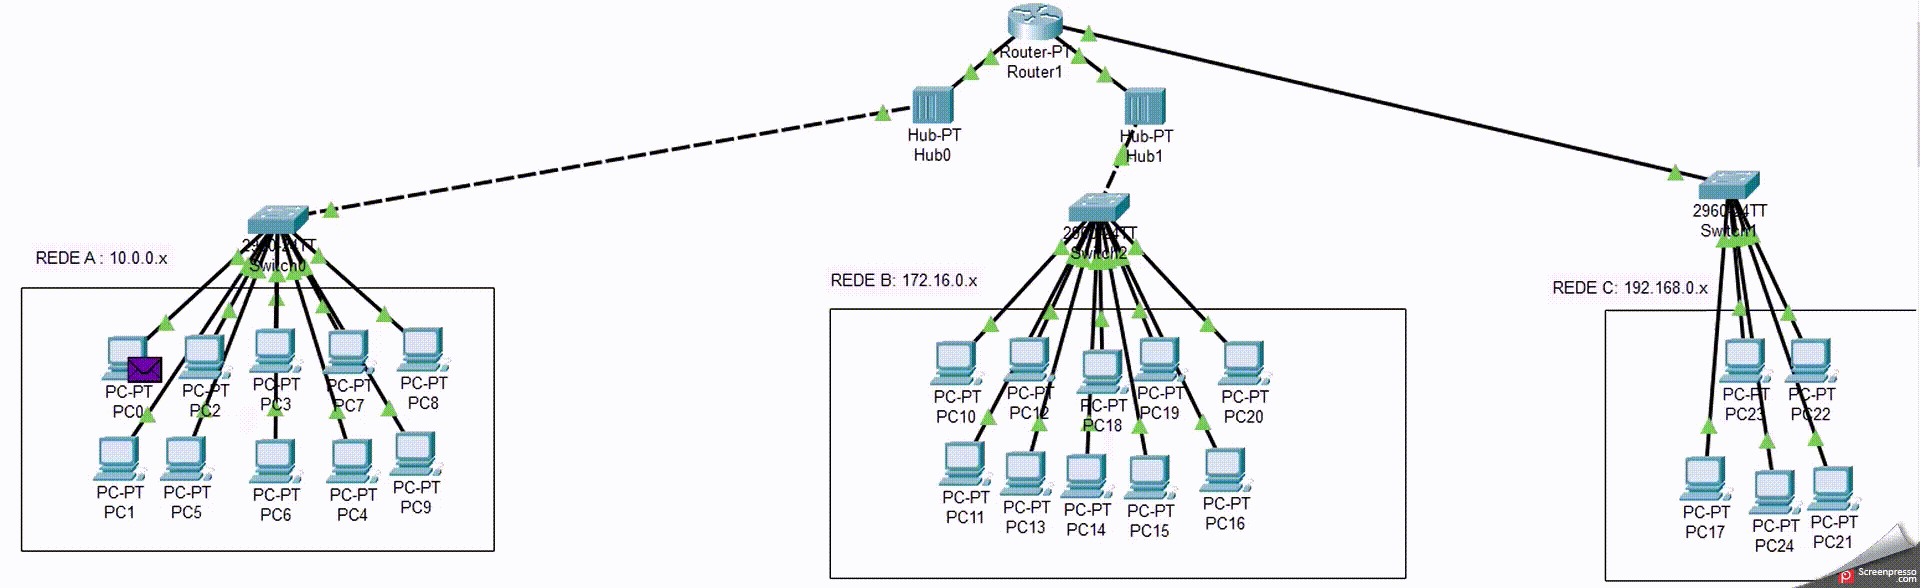 Router-PT
Router1
Hub-PT
Hub0
Hub-PT
Hub1
2960-24TT
Switch0
2960-24TT
Switch2
2960-24TT
Switch1
REDE A : 10.0.0.x
REDE B: 172.16.0.x
REDE C: 192.168.0.x
PC-PT
PC0
PC-PT
PC2
PC-PT
PC3
PC-PT
PC7
PC-PT
PC8
PC-PT
PC1
PC-PT
PC5
PC-PT
PC6
PC-PT
PC4
PC-PT
PC9
PC-PT
PC10
PC-PT
PC12
PC-PT
PC18
PC-PT
PC19
PC-PT
PC20
PC-PT
PC11
PC-PT
PC13
PC-PT
PC14
PC-PT
PC15
PC-PT
PC16
PC-PT
PC23
PC-PT
PC22
PC-PT
PC17
PC-PT
PC24
PC-PT
PC21
Screenpresso
.com